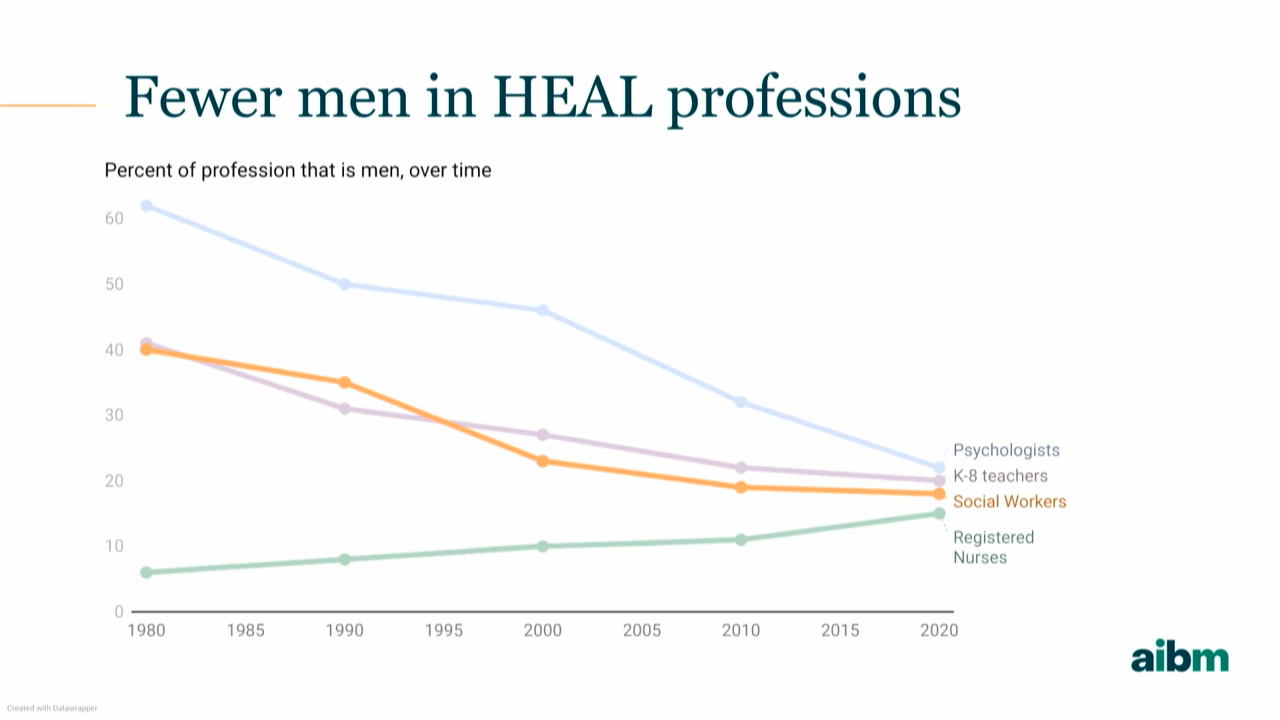 Fewer men in HEAL professions
Percent of profession that is men, over time
60
50
40
30
20
10
0
1980 1985 1990 1995 2000 2005 2010 2015 2020
Psychologists
K-8 teachers
Social Workers
Registered
Nurses
aibm
Created with Datawrapper